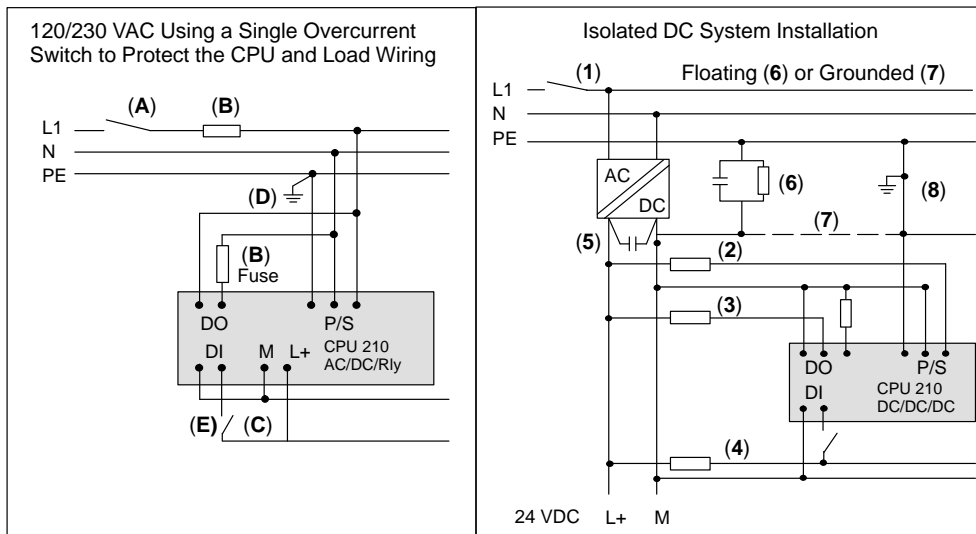 120/230 VAC Using a Single Overcurrent
Switch to Protect the CPU and Load Wiring
(A) (B)
L1
N
PE
(D)
(B)
Fuse
DO P/S
CPU 210
AC/DC/Rly
DI M L+
(E) (C)
Isolated DC System Installation
(1) Floating (6) or Grounded (7)
L1
N
PE
AC
DC
(6)
(8)
(5)
(7)
(2)
(3)
DO P/S
CPU 210
DC/DC/DC
DI
(4)
24 VDC L+ M